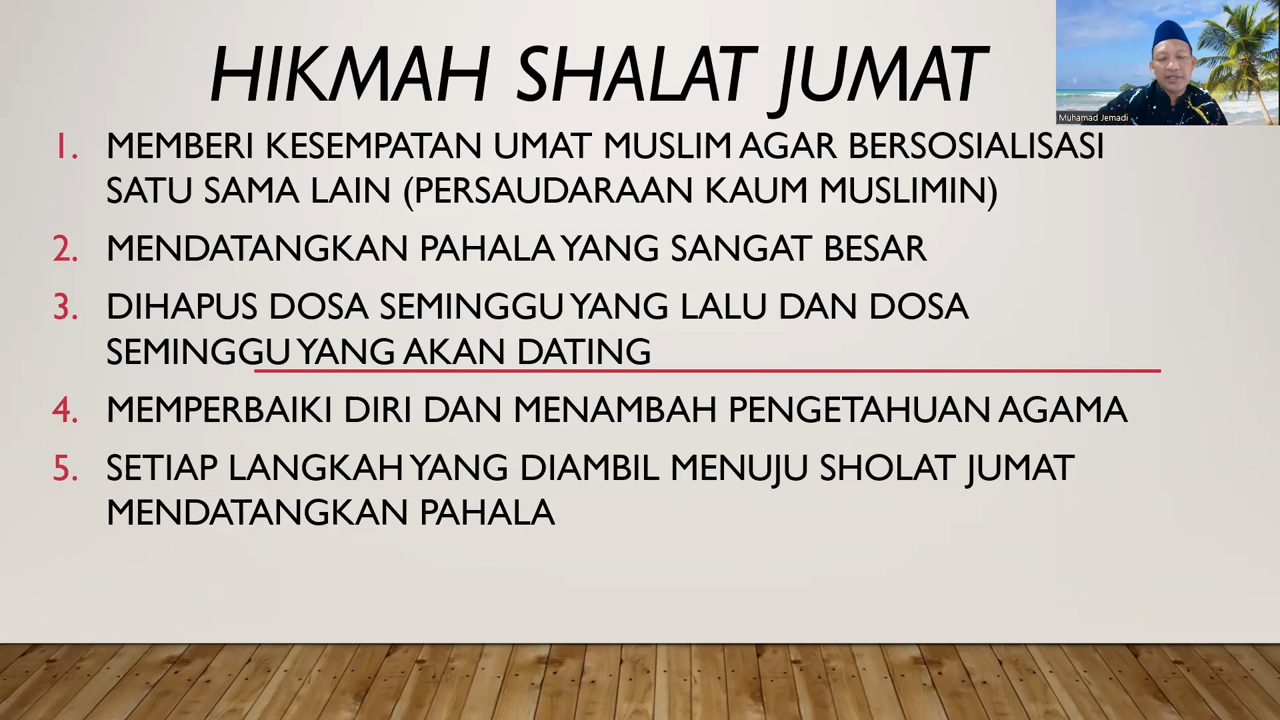 HIKMAH SHALAT JUMAT
Muhamad Jemadi
1. MEMBERI KESEMPATAN UMAT MUSLIM AGAR BERSOSIALISASI
SATU SAMA LAIN (PERSAUDARAAN KAUM MUSLIMIN)
2. MENDATANGKAN PAHALA YANG SANGAT BESAR
3. DIHAPUS DOSA SEMINGGU YANG LALU DAN DOSA
SEMINGGU YANG AKAN DATING
4. MEMPERBAIKI DIRI DAN MENAMBAH PENGETAHUAN AGAMA
5. SETIAP LANGKAH YANG DIAMBIL MENUJU SHOLAT JUMAT
MENDATANGKAN PAHALA